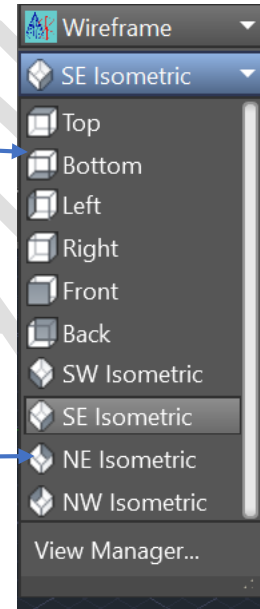 Wireframe
SE Isometric
Top
Bottom
Left
Right
Front
Back
SW Isometric
SE Isometric
NE Isometric
NW Isometric
View Manager...